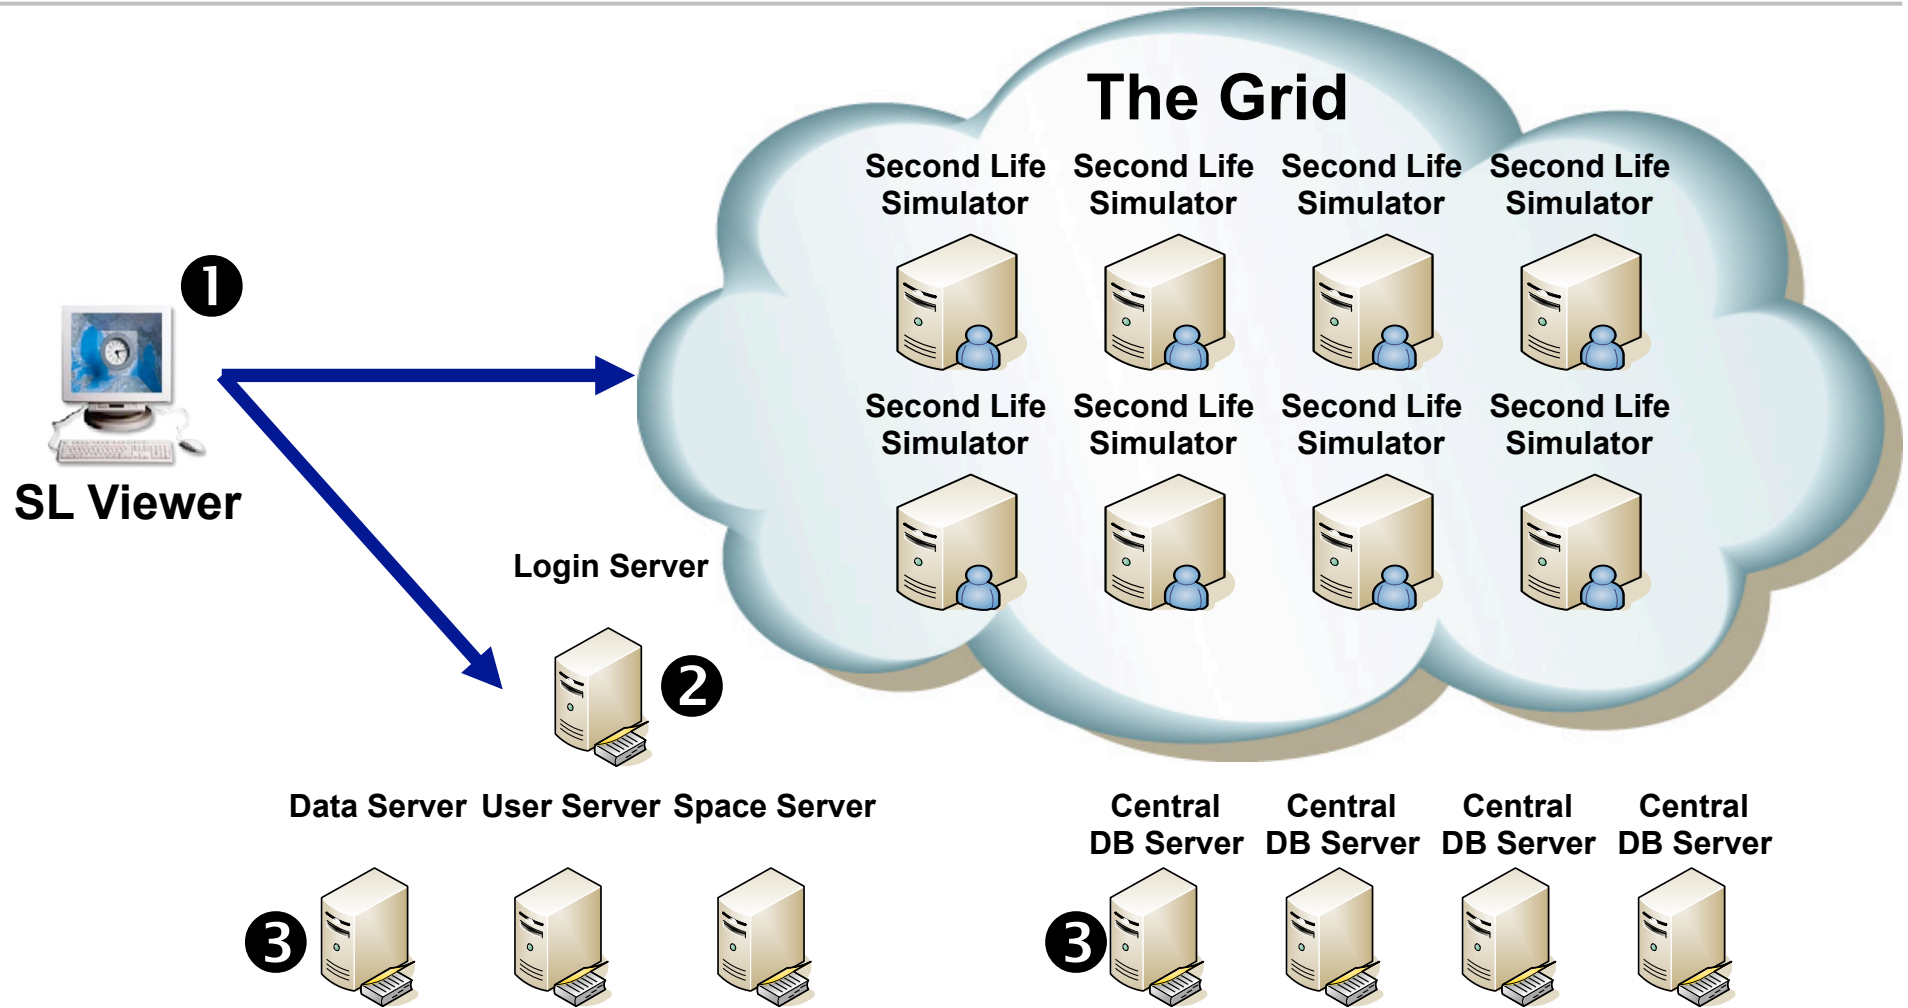 The Grid
Second Life Second Life Second Life Second Life
Simulator Simulator Simulator Simulator
❶
Second Life Second Life Second Life Second Life
Simulator Simulator Simulator Simulator
SL Viewer
Login Server
❷
Data Server User Server Space Server
Central Central Central Central
DB Server DB Server DB Server DB Server
❸ ❸